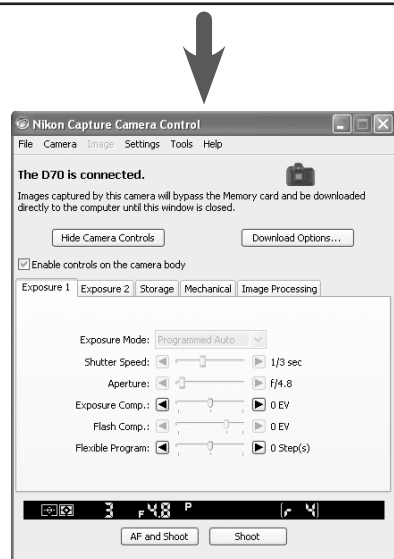 Nikon Capture Camera Control
File Camera Image Settings Tools Help
The D70 is connected.
Images captured by this camera will bypass the Memory card and be downloaded
directly to the computer until this window is closed.
Hide Camera Controls Download Options...
Enable controls on the camera body
Exposure 1 Exposure 2 Storage Mechanical Image Processing
Exposure Mode: Programmed Auto
Shutter Speed: 1/3 sec
Aperture: f/4.8
Exposure Comp.: 0 EV
Flash Comp.: 0 EV
Flexible Program: 0 Step(s)
3 F4.8 P [r 4]
AF and Shoot Shoot